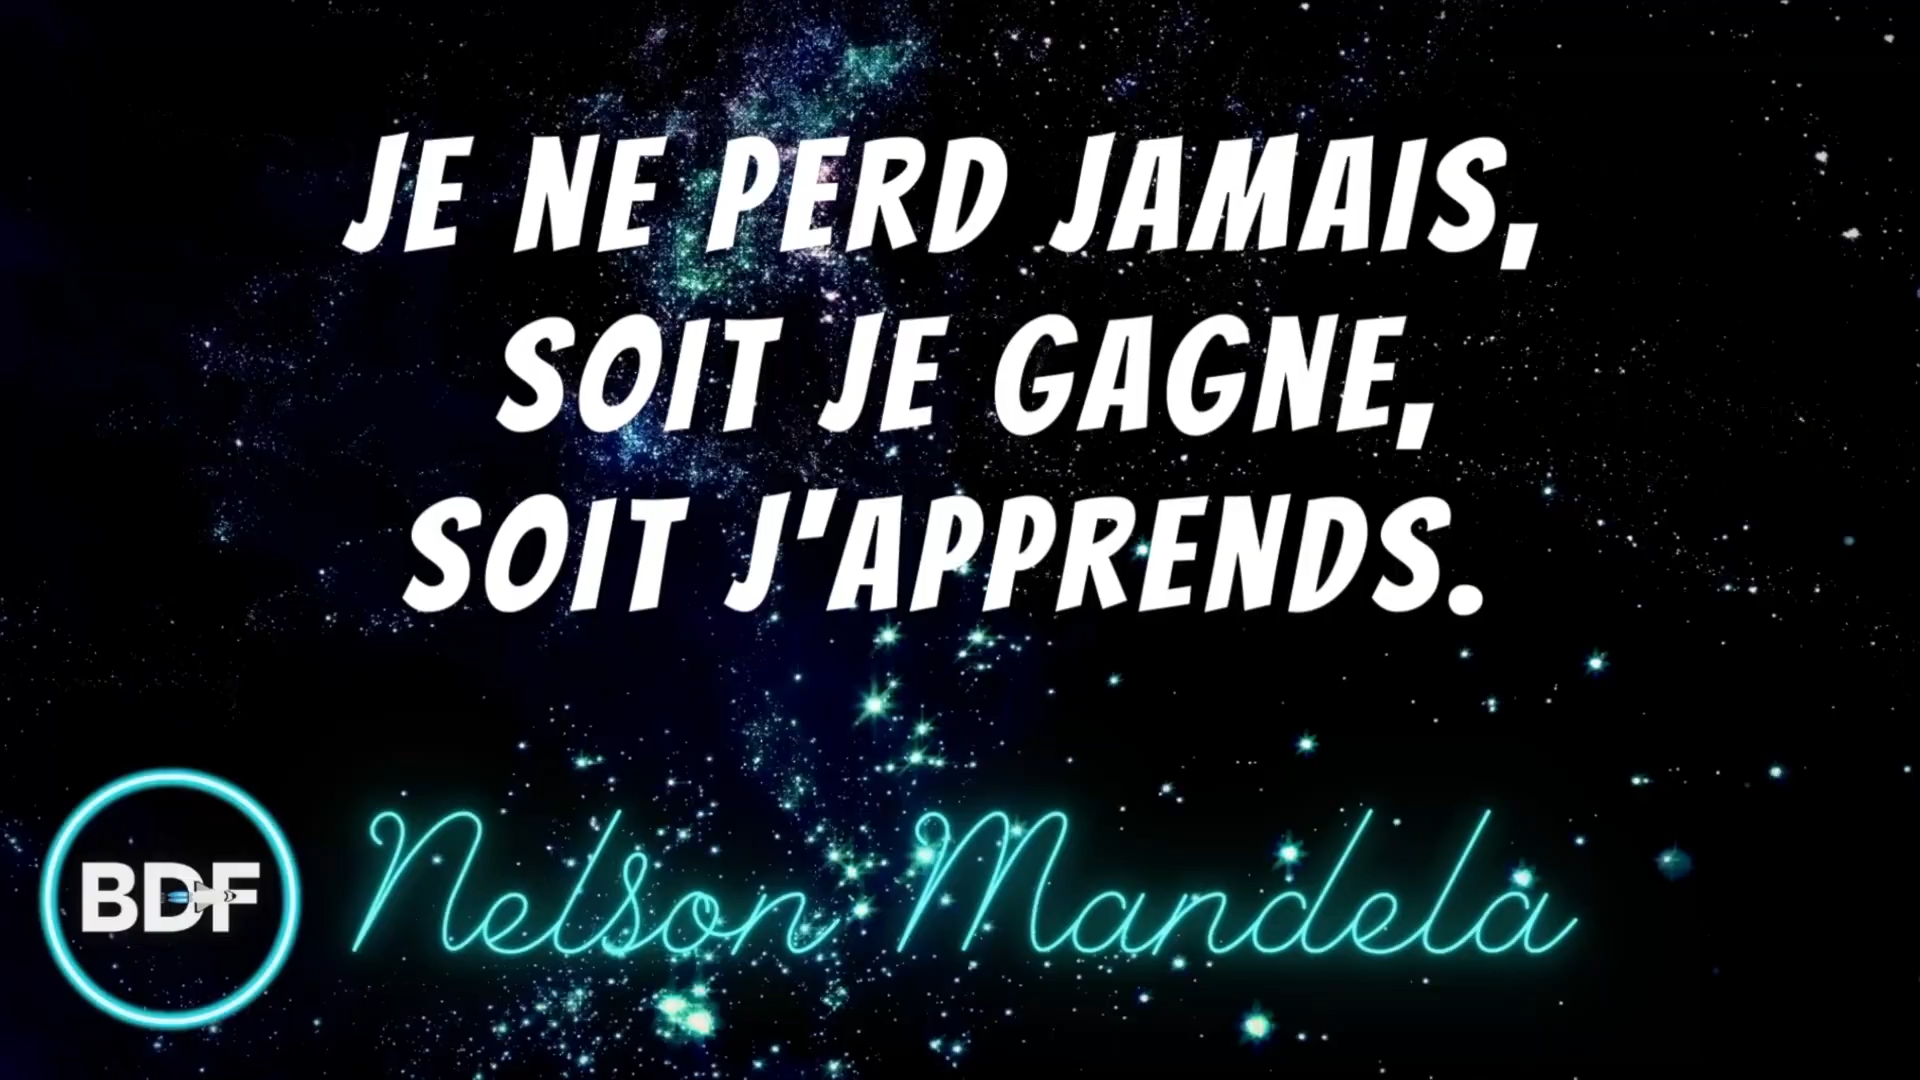 JE NE PERD JAMAIS,
SOIT JE GAGNE,
SOIT J'APPRENDS.
BDF
Nelson Mandela